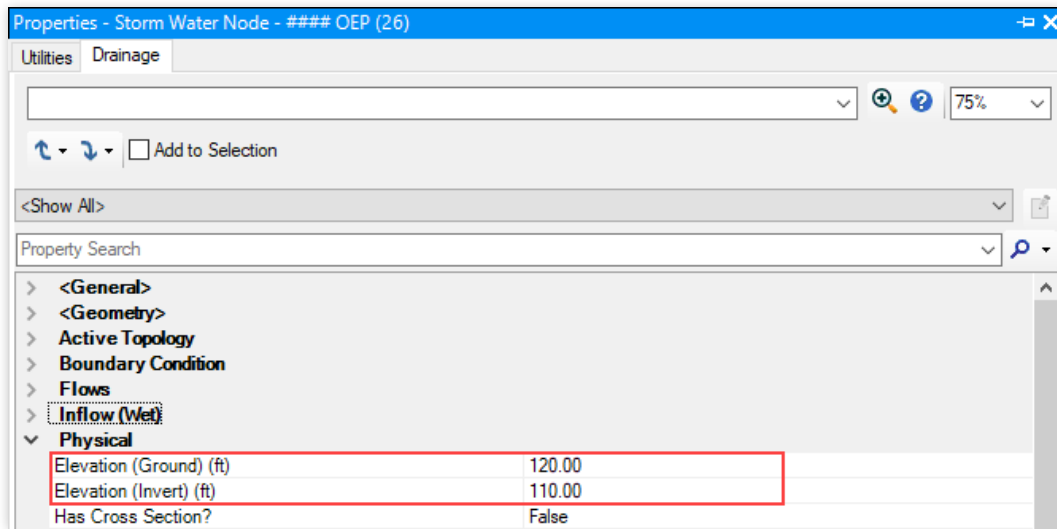 Properties - Storm Water Node - #### OEP (26)
Utilities Drainage
75%
Add to Selection
<Show All>
Property Search
<General>
<Geometry>
Active Topology
Boundary Condition
Flows
Inflow (Wet)
Physical
Elevation (Ground) (ft) 120.00
Elevation (Invert) (ft) 110.00
Has Cross Section? False